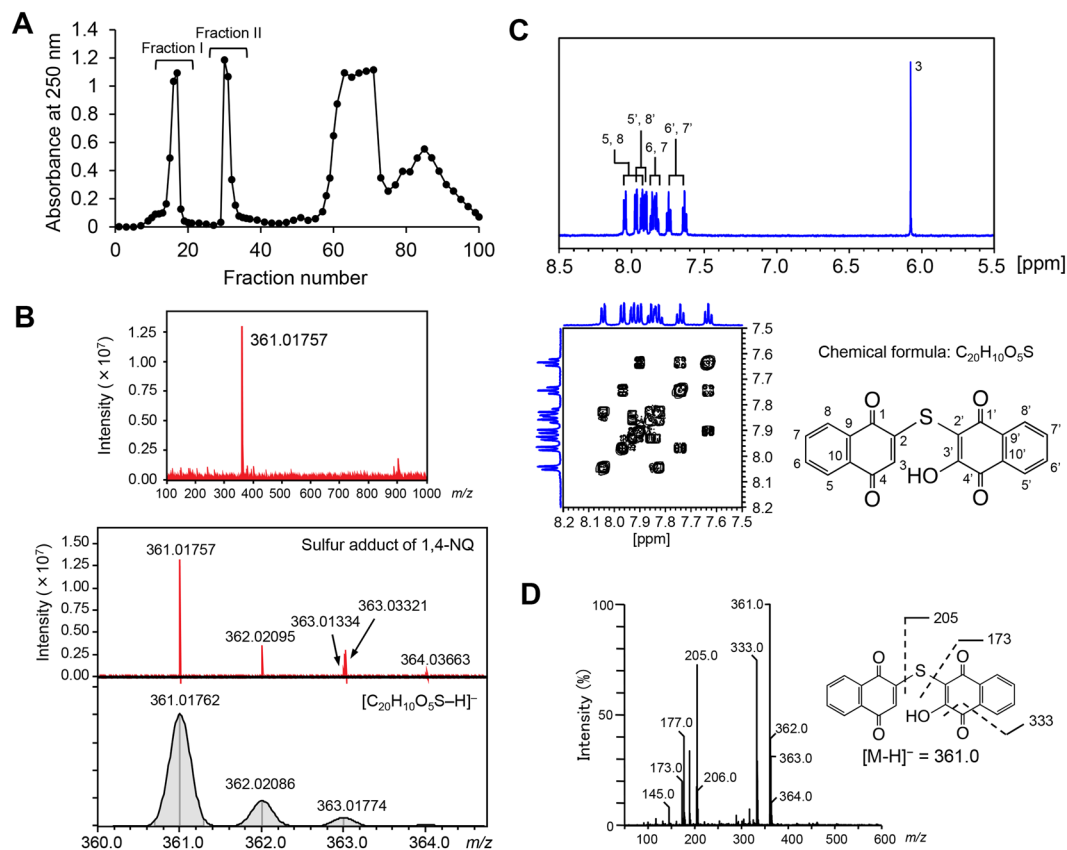 A
Fraction I
Fraction II
Absorbance at 250 nm
1.4
1.2
1
0.8
0.6
0.4
0.2
0
0 20 40 60 80 100
Fraction number
B
Intensity (×10⁷)
1.25
1.00
0.75
0.50
0.25
0.00
361.01757
100 200 300 400 500 600 700 800 900 1000 m/z
Intensity (×10⁷)
1.50
1.25
1.00
0.75
0.50
0.25
0.00
Sulfur adduct of 1,4-NQ
361.01757
362.02095
363.01334
363.03321
364.03663
[C₂₀H₁₀O₅S–H]⁻
361.01762
362.02086
363.01774
360.0 361.0 362.0 363.0 364.0 m/z
C
3
5', 8'
6', 7'
5, 8
6, 7
8.5 8.0 7.5 7.0 6.5 6.0 5.5 [ppm]
7.5
7.6
7.7
7.8
7.9
8.0
8.1
8.2
8.2 8.1 8.0 7.9 7.8 7.7 7.6 7.5
[ppm]
Chemical formula: C₂₀H₁₀O₅S
O
O
S
8
9
1
2
2'
1'
9'
8'
7'
7
6
5
10
4
3
3'
4'
10'
5'
6'
HO
O
O
D
Intensity (%)
100
50
0
361.0
333.0
205.0
177.0
173.0
145.0
206.0
362.0
363.0
364.0
100 200 300 400 500 600 m/z
205
173
333
O
S
O
O
HO
O
[M-H]⁻ = 361.0